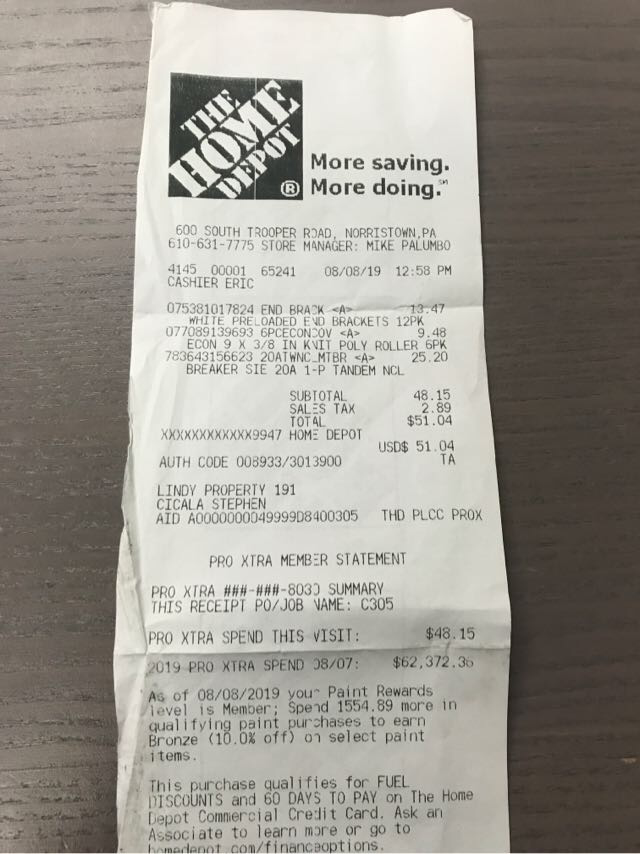 THE
HOME
DEPOT
®
More saving.
More doing.℠
600 SOUTH TROOPER ROAD, NORRISTOWN,PA
610-631-7775 STORE MANAGER: MIKE PALUMBO
4145 00001 65241 08/08/19 12:58 PM
CASHIER ERIC
075381017824 END BRACK <A> 13.47
WHITE PRELOADED END BRACKETS 12PK
077089139693 6PCECONCOV <A> 9.48
ECON 9 X 3/8 IN KNIT POLY ROLLER 6PK
783643156623 20ATWNC_MTBR <A> 25.20
BREAKER SIE 20A 1-P TANDEM NCL
SUBTOTAL 48.15
SALES TAX 2.89
TOTAL $51.04
XXXXXXXXXXXX9947 HOME DEPOT
USD$ 51.04
AUTH CODE 008933/3013900 TA
LINDY PROPERTY 191
CICALA STEPHEN
AID A0000000049999D8400305 THD PLCC PROX
PRO XTRA MEMBER STATEMENT
PRO XTRA ###-###-8030 SUMMARY
THIS RECEIPT PO/JOB NAME: C305
PRO XTRA SPEND THIS VISIT: $48.15
2019 PRO XTRA SPEND 08/07: $62,372.36
As of 08/08/2019 your Paint Rewards
level is Member; Spend 1554.89 more in
qualifying paint purchases to earn
Bronze (10.0% off) on select paint
items.
This purchase qualifies for FUEL
DISCOUNTS and 60 DAYS TO PAY on The Home
Depot Commercial Credit Card. Ask an
Associate to learn more or go to
homedepot.com/financeoptions.